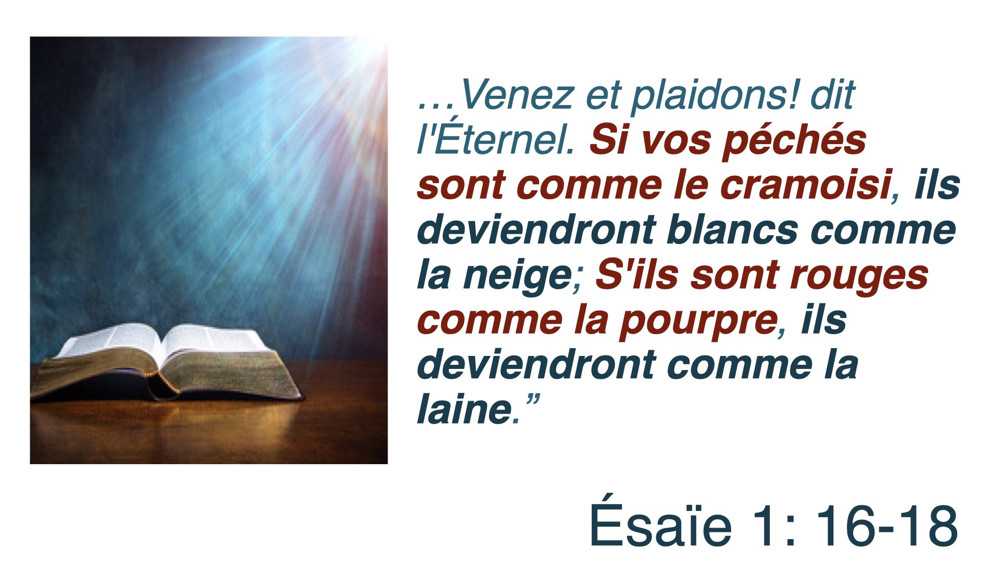 …Venez et plaidons! dit
l'Éternel. Si vos péchés
sont comme le cramoisi, ils
deviendront blancs comme
la neige; S'ils sont rouges
comme la pourpre, ils
deviendront comme la
laine.”
Ésaïe 1: 16-18